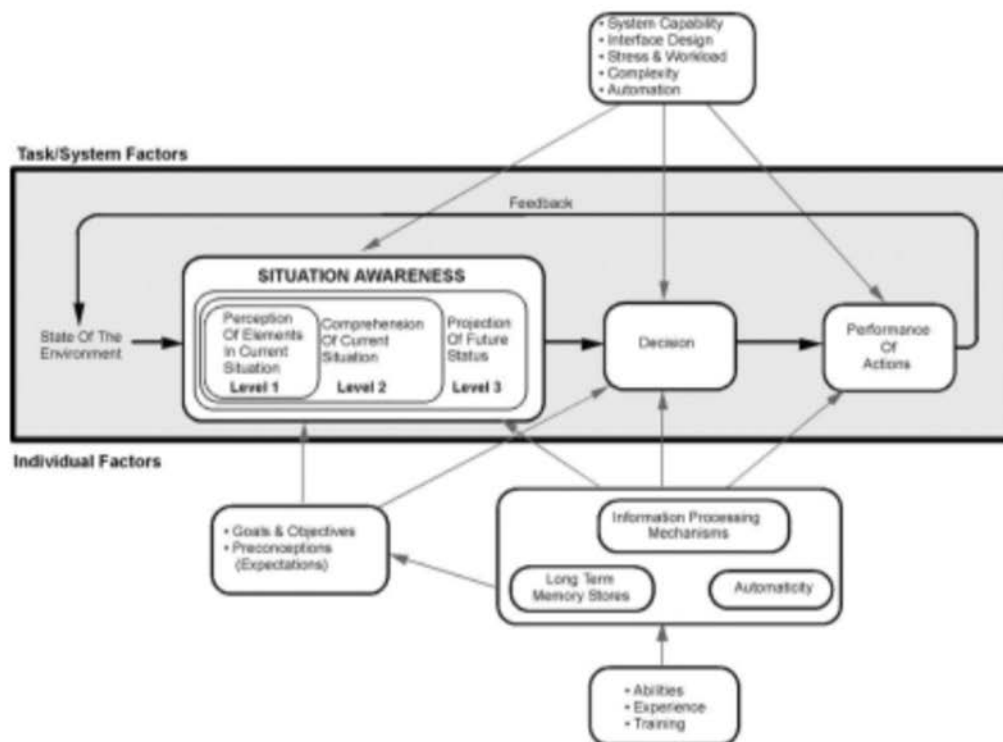 • System Capability
• Interface Design
• Stress & Workload
• Complexity
• Automation
Task/System Factors
Feedback
SITUATION AWARENESS
State Of The
Environment
Perception
Of Elements
In Current
Situation
Level 1
Comprehension
Of Current
Situation
Level 2
Projection
Of Future
Status
Level 3
Decision
Performance
Of
Actions
Individual Factors
• Goals & Objectives
• Preconceptions
(Expectations)
Information Processing
Mechanisms
Long Term
Memory Stores
Automaticity
• Abilities
• Experience
• Training